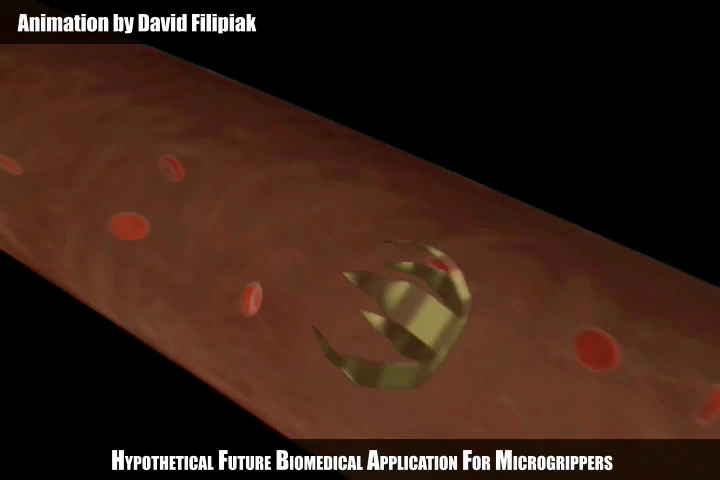 Animation by David Filipiak
Hypothetical Future Biomedical Application For Microgrippers